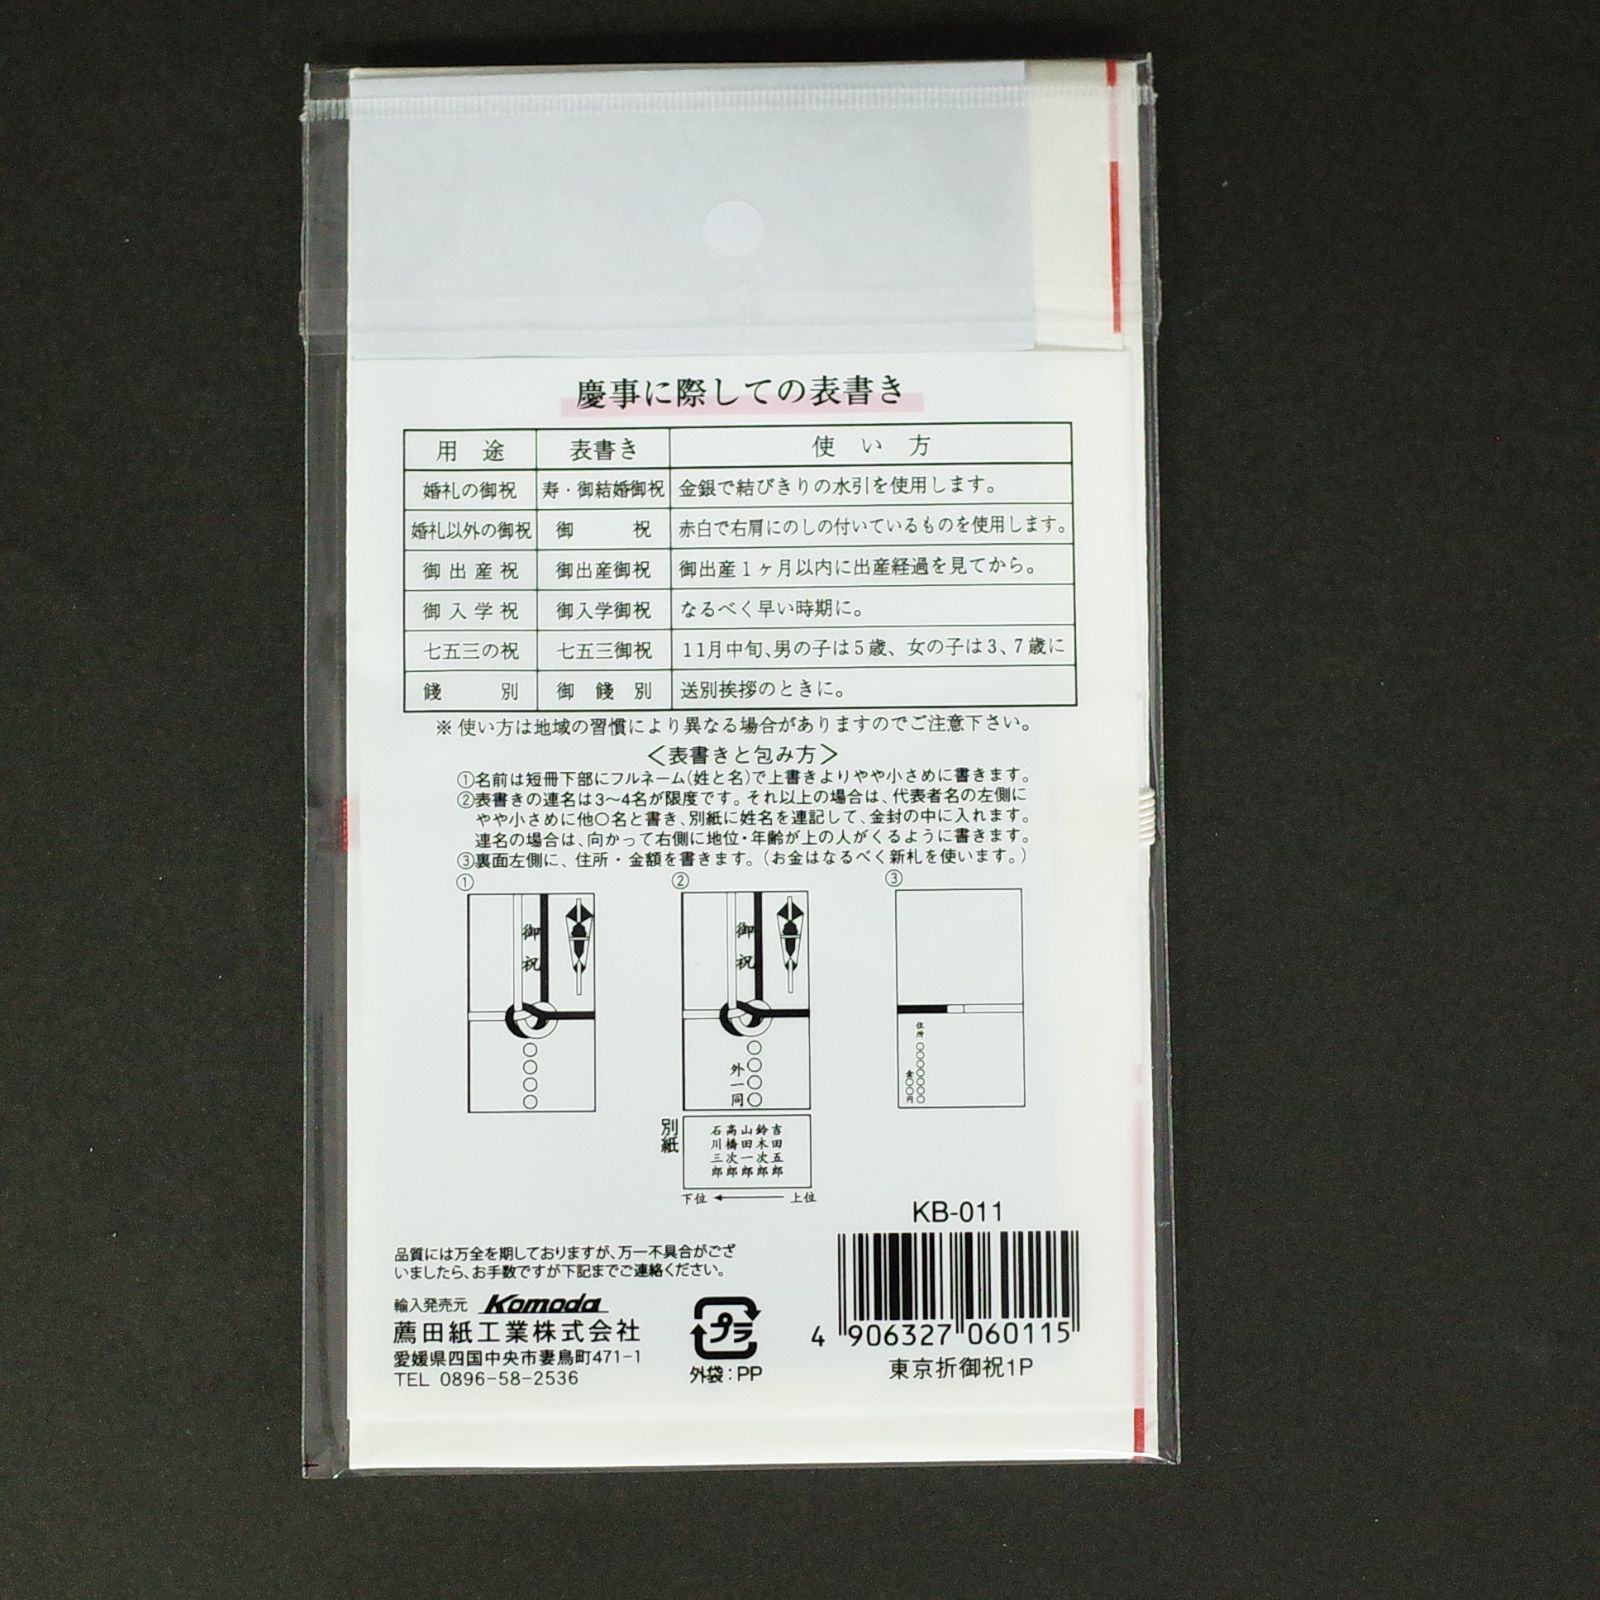 慶事に際しての表書き
用途 表書き 使い方
婚礼の御祝 寿・御結婚御祝 金銀で結びきりの水引を使用します。
婚礼以外の御祝 御祝 赤白で右肩にのしの付いているものを使用します。
御出産祝 御出産御祝 御出産1ヶ月以内に出産経過を見てから。
御入学祝 御入学御祝 なるべく早い時期に。
七五三の祝 七五三御祝 11月中旬、男の子は5歳、女の子は3、7歳に
餞別 御餞別 送別挨拶のときに。
※使い方は地域の習慣により異なる場合がありますのでご注意下さい。
〈表書きと包み方〉
①名前は短冊下部にフルネーム(姓と名)で上書きよりやや小さめに書きます。
②表書きの連名は3〜4名が限度です。それ以上の場合は、代表者名の左側に
やや小さめに他〇名と書き、別紙に姓名を連記して、金封の中に入れます。
連名の場合は、向かって右側に地位・年齢が上の人がくるように書きます。
③裏面左側に、住所・金額を書きます。(お金はなるべく新札を使います。)
①
御祝
〇〇〇〇
②
御祝
〇〇〇〇
外一同
別紙
吉田五郎
鈴木次郎
山田一郎
高橋次郎
石川三郎
下位 ← 上位
③
住所〇〇〇〇〇〇〇
金〇〇〇円
KB-011
品質には万全を期しておりますが、万一不具合がござ
いましたら、お手数ですが下記までご連絡ください。
輸入発売元 Komoda
薦田紙工業株式会社
愛媛県四国中央市妻鳥町471-1
TEL 0896-58-2536
プラ
外袋:PP
4 906327 060115
東京折御祝1P